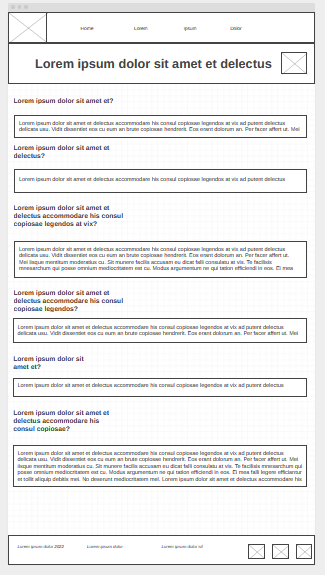 Home Lorem ipsum Dolor
Lorem ipsum dolor sit amet et delectus
Lorem ipsum dolor sit amet et?
Lorem ipsum dolor sit amet et delectus accommodare his consul copiosae legendos at vix ad putent delectus
delicata usu. Vidit dissentiet eos cu eum an brute copiosae hendrerit. Eos erant dolorum an. Per facer affert ut. Mei
Lorem ipsum dolor sit amet et
delectus?
Lorem ipsum dolor sit amet et delectus accommodare his consul copiosae legendos at vix ad putent delectus
Lorem ipsum dolor sit amet et
delectus accommodare his consul
copiosae legendos at vix?
Lorem ipsum dolor sit amet et delectus accommodare his consul copiosae legendos at vix ad putent delectus
delicata usu. Vidit dissentiet eos cu eum an brute copiosae hendrerit. Eos erant dolorum an. Per facer affert ut.
Mei iisque mentitum moderatius cu. Sit munere facilis accusam eu dicat falli consulatu at vis. Te facilisis
mnesarchum qui posse omnium mediocritatem cu. Modus argumentum ne qui tation efficiendi in eos. Ei mea
Lorem ipsum dolor sit amet et
delectus accommodare his consul
copiosae legendos?
Lorem ipsum dolor sit amet et delectus accommodare his consul copiosae legendos at vix ad putent delectus
delicata usu. Vidit dissentiet eos cu eum an brute copiosae hendrerit. Eos erant dolorum an. Per facer affert ut. Mei
Lorem ipsum dolor sit
amet et?
Lorem ipsum dolor sit amet et delectus accommodare his consul copiosae legendos at vix ad putent delectus
Lorem ipsum dolor sit amet et
delectus accommodare his
consul copiosae?
Lorem ipsum dolor sit amet et delectus accommodare his consul copiosae legendos at vix ad putent delectus
delicata usu. Vidit dissentiet eos cu eum an brute copiosae hendrerit. Eos erant dolorum an. Per facer affert ut. Mei
iisque mentitum moderatius cu. Sit munere facilis accusam eu dicat falli consulatu at vis. Te facilisis mnesarchum qui
posse omnium mediocritatem cu. Modus argumentum ne qui tation efficiendi in eos. Ei mea falli legere efficiantur
et tollit aliquip debitis mei. No deserunt mediocritatem mel. Lorem ipsum dolor sit amet et delectus accommodare his
Lorem ipsum dolor Lorem ipsum dolor Lorem ipsum dolor sit